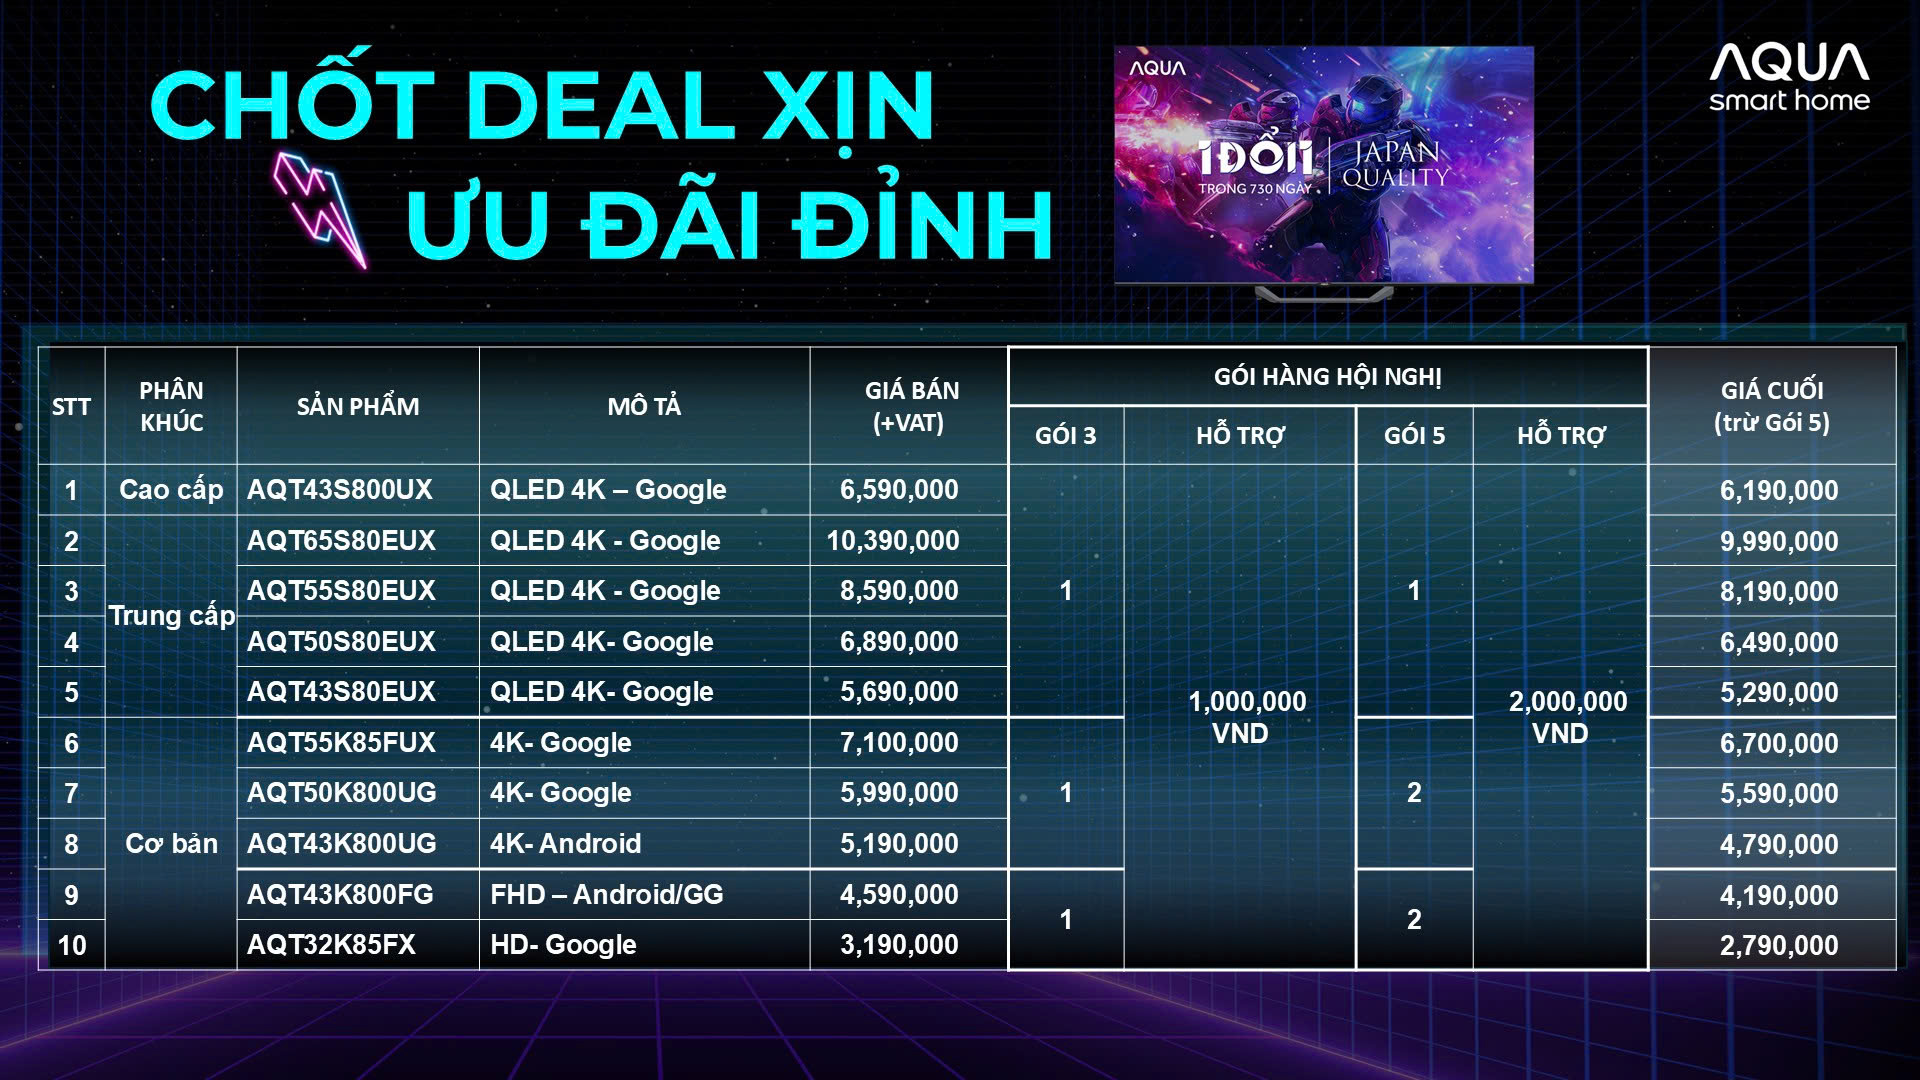 CHỐT DEAL XỊN
ƯU ĐÃI ĐỈNH
AQUA
1 ĐỔI 1
TRONG 730 NGÀY
JAPAN
QUALITY
AQUA
smart home
STT PHÂN KHÚC SẢN PHẨM MÔ TẢ GIÁ BÁN (+VAT) GÓI HÀNG HỘI NGHỊ GIÁ CUỐI (trừ Gói 5)
GÓI 3 HỖ TRỢ GÓI 5 HỖ TRỢ
1 Cao cấp AQT43S800UX QLED 4K – Google 6,590,000 6,190,000
2 AQT65S80EUX QLED 4K - Google 10,390,000 9,990,000
3 AQT55S80EUX QLED 4K - Google 8,590,000 1 1 8,190,000
Trung cấp
4 AQT50S80EUX QLED 4K- Google 6,890,000 6,490,000
5 AQT43S80EUX QLED 4K- Google 5,690,000 5,290,000
1,000,000 VND 2,000,000 VND
6 AQT55K85FUX 4K- Google 7,100,000 6,700,000
7 AQT50K800UG 4K- Google 5,990,000 1 2 5,590,000
8 Cơ bản AQT43K800UG 4K- Android 5,190,000 4,790,000
9 AQT43K800FG FHD – Android/GG 4,590,000 4,190,000
1 2
10 AQT32K85FX HD- Google 3,190,000 2,790,000